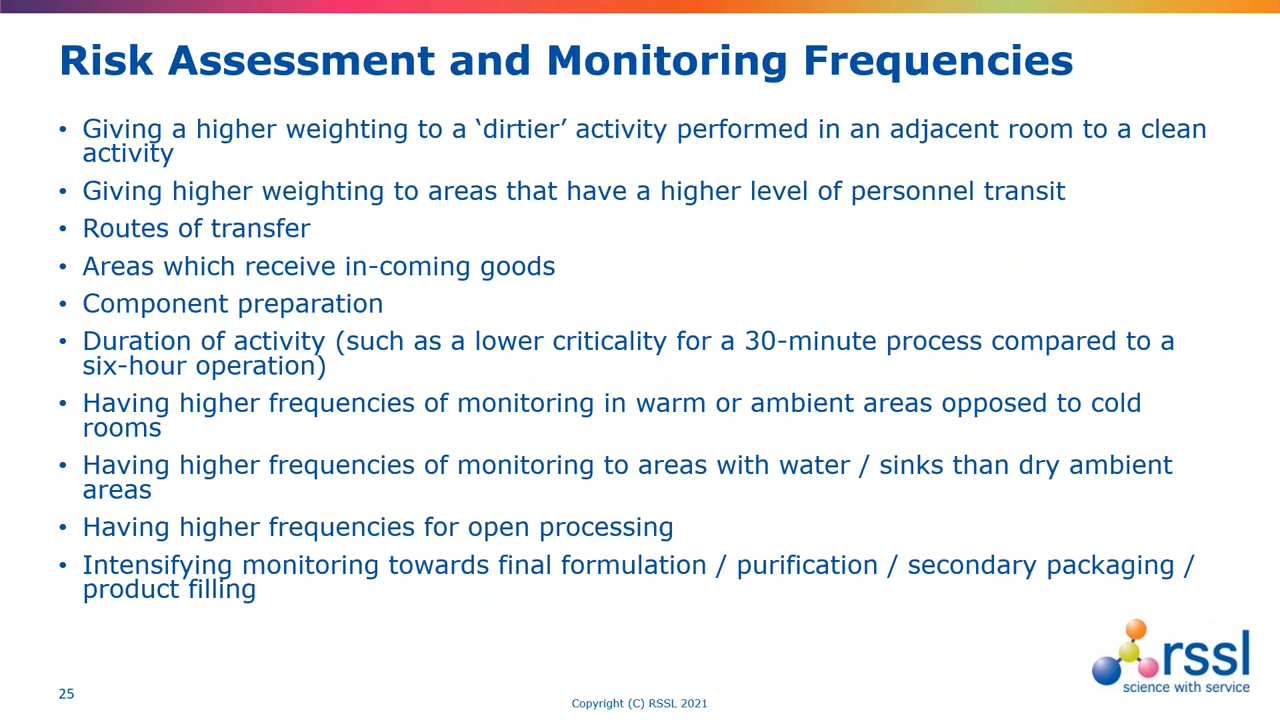 Risk Assessment and Monitoring Frequencies
• Giving a higher weighting to a ‘dirtier’ activity performed in an adjacent room to a clean
activity
• Giving higher weighting to areas that have a higher level of personnel transit
• Routes of transfer
• Areas which receive in-coming goods
• Component preparation
• Duration of activity (such as a lower criticality for a 30-minute process compared to a
six-hour operation)
• Having higher frequencies of monitoring in warm or ambient areas opposed to cold
rooms
• Having higher frequencies of monitoring to areas with water / sinks than dry ambient
areas
• Having higher frequencies for open processing
• Intensifying monitoring towards final formulation / purification / secondary packaging /
product filling
rssl
science with service
25
Copyright (C) RSSL 2021